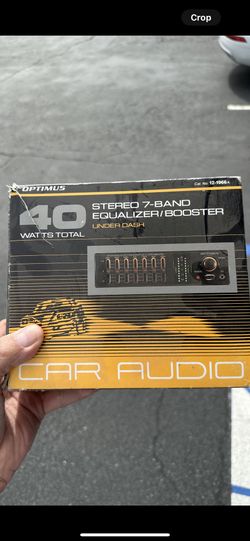 Crop
OPTIMUS
Cat. No. 12-1966A
40
WATTS TOTAL
STEREO 7-BAND
EQUALIZER/BOOSTER
UNDER DASH
CAR AUDIO